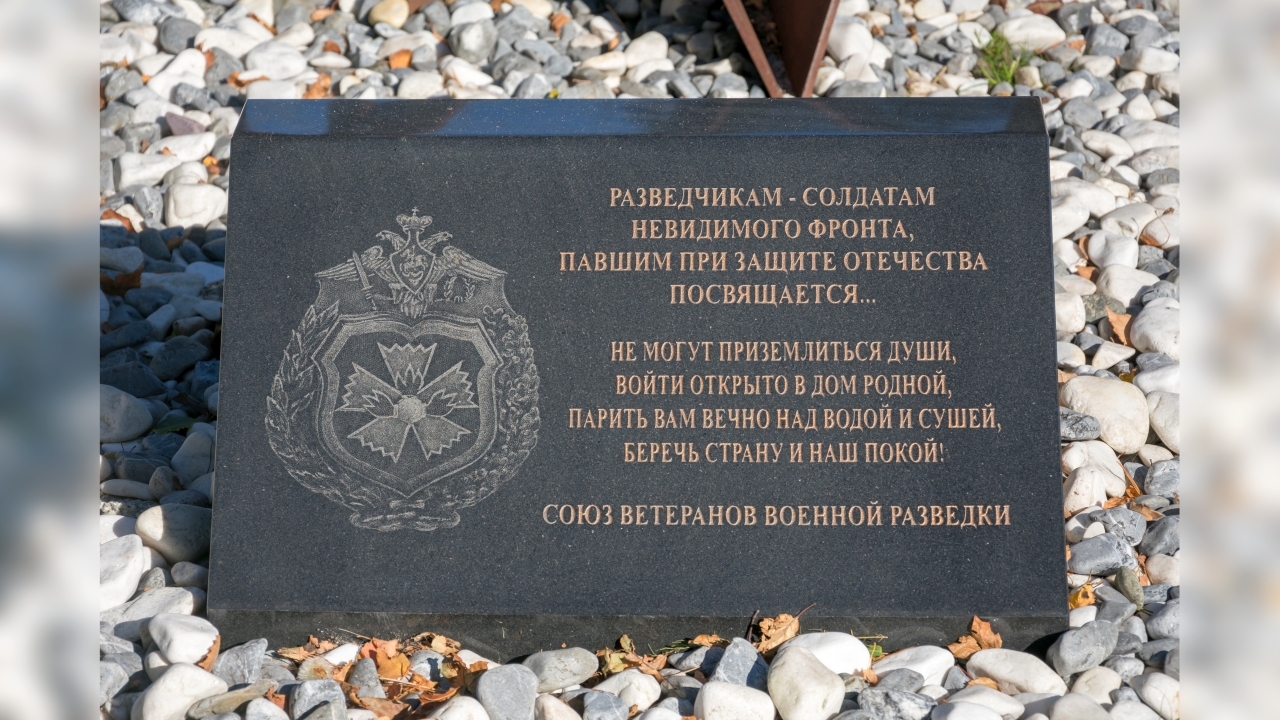 РАЗВЕДЧИКАМ - СОЛДАТАМ
НЕВИДИМОГО ФРОНТА,
ПАВШИМ ПРИ ЗАЩИТЕ ОТЕЧЕСТВА
ПОСВЯЩАЕТСЯ...
НЕ МОГУТ ПРИЗЕМЛИТЬСЯ ДУШИ,
ВОЙТИ ОТКРЫТО В ДОМ РОДНОЙ,
ПАРИТЬ ВАМ ВЕЧНО НАД ВОДОЙ И СУШЕЙ,
БЕРЕЧЬ СТРАНУ И НАШ ПОКОЙ!
СОЮЗ ВЕТЕРАНОВ ВОЕННОЙ РАЗВЕДКИ